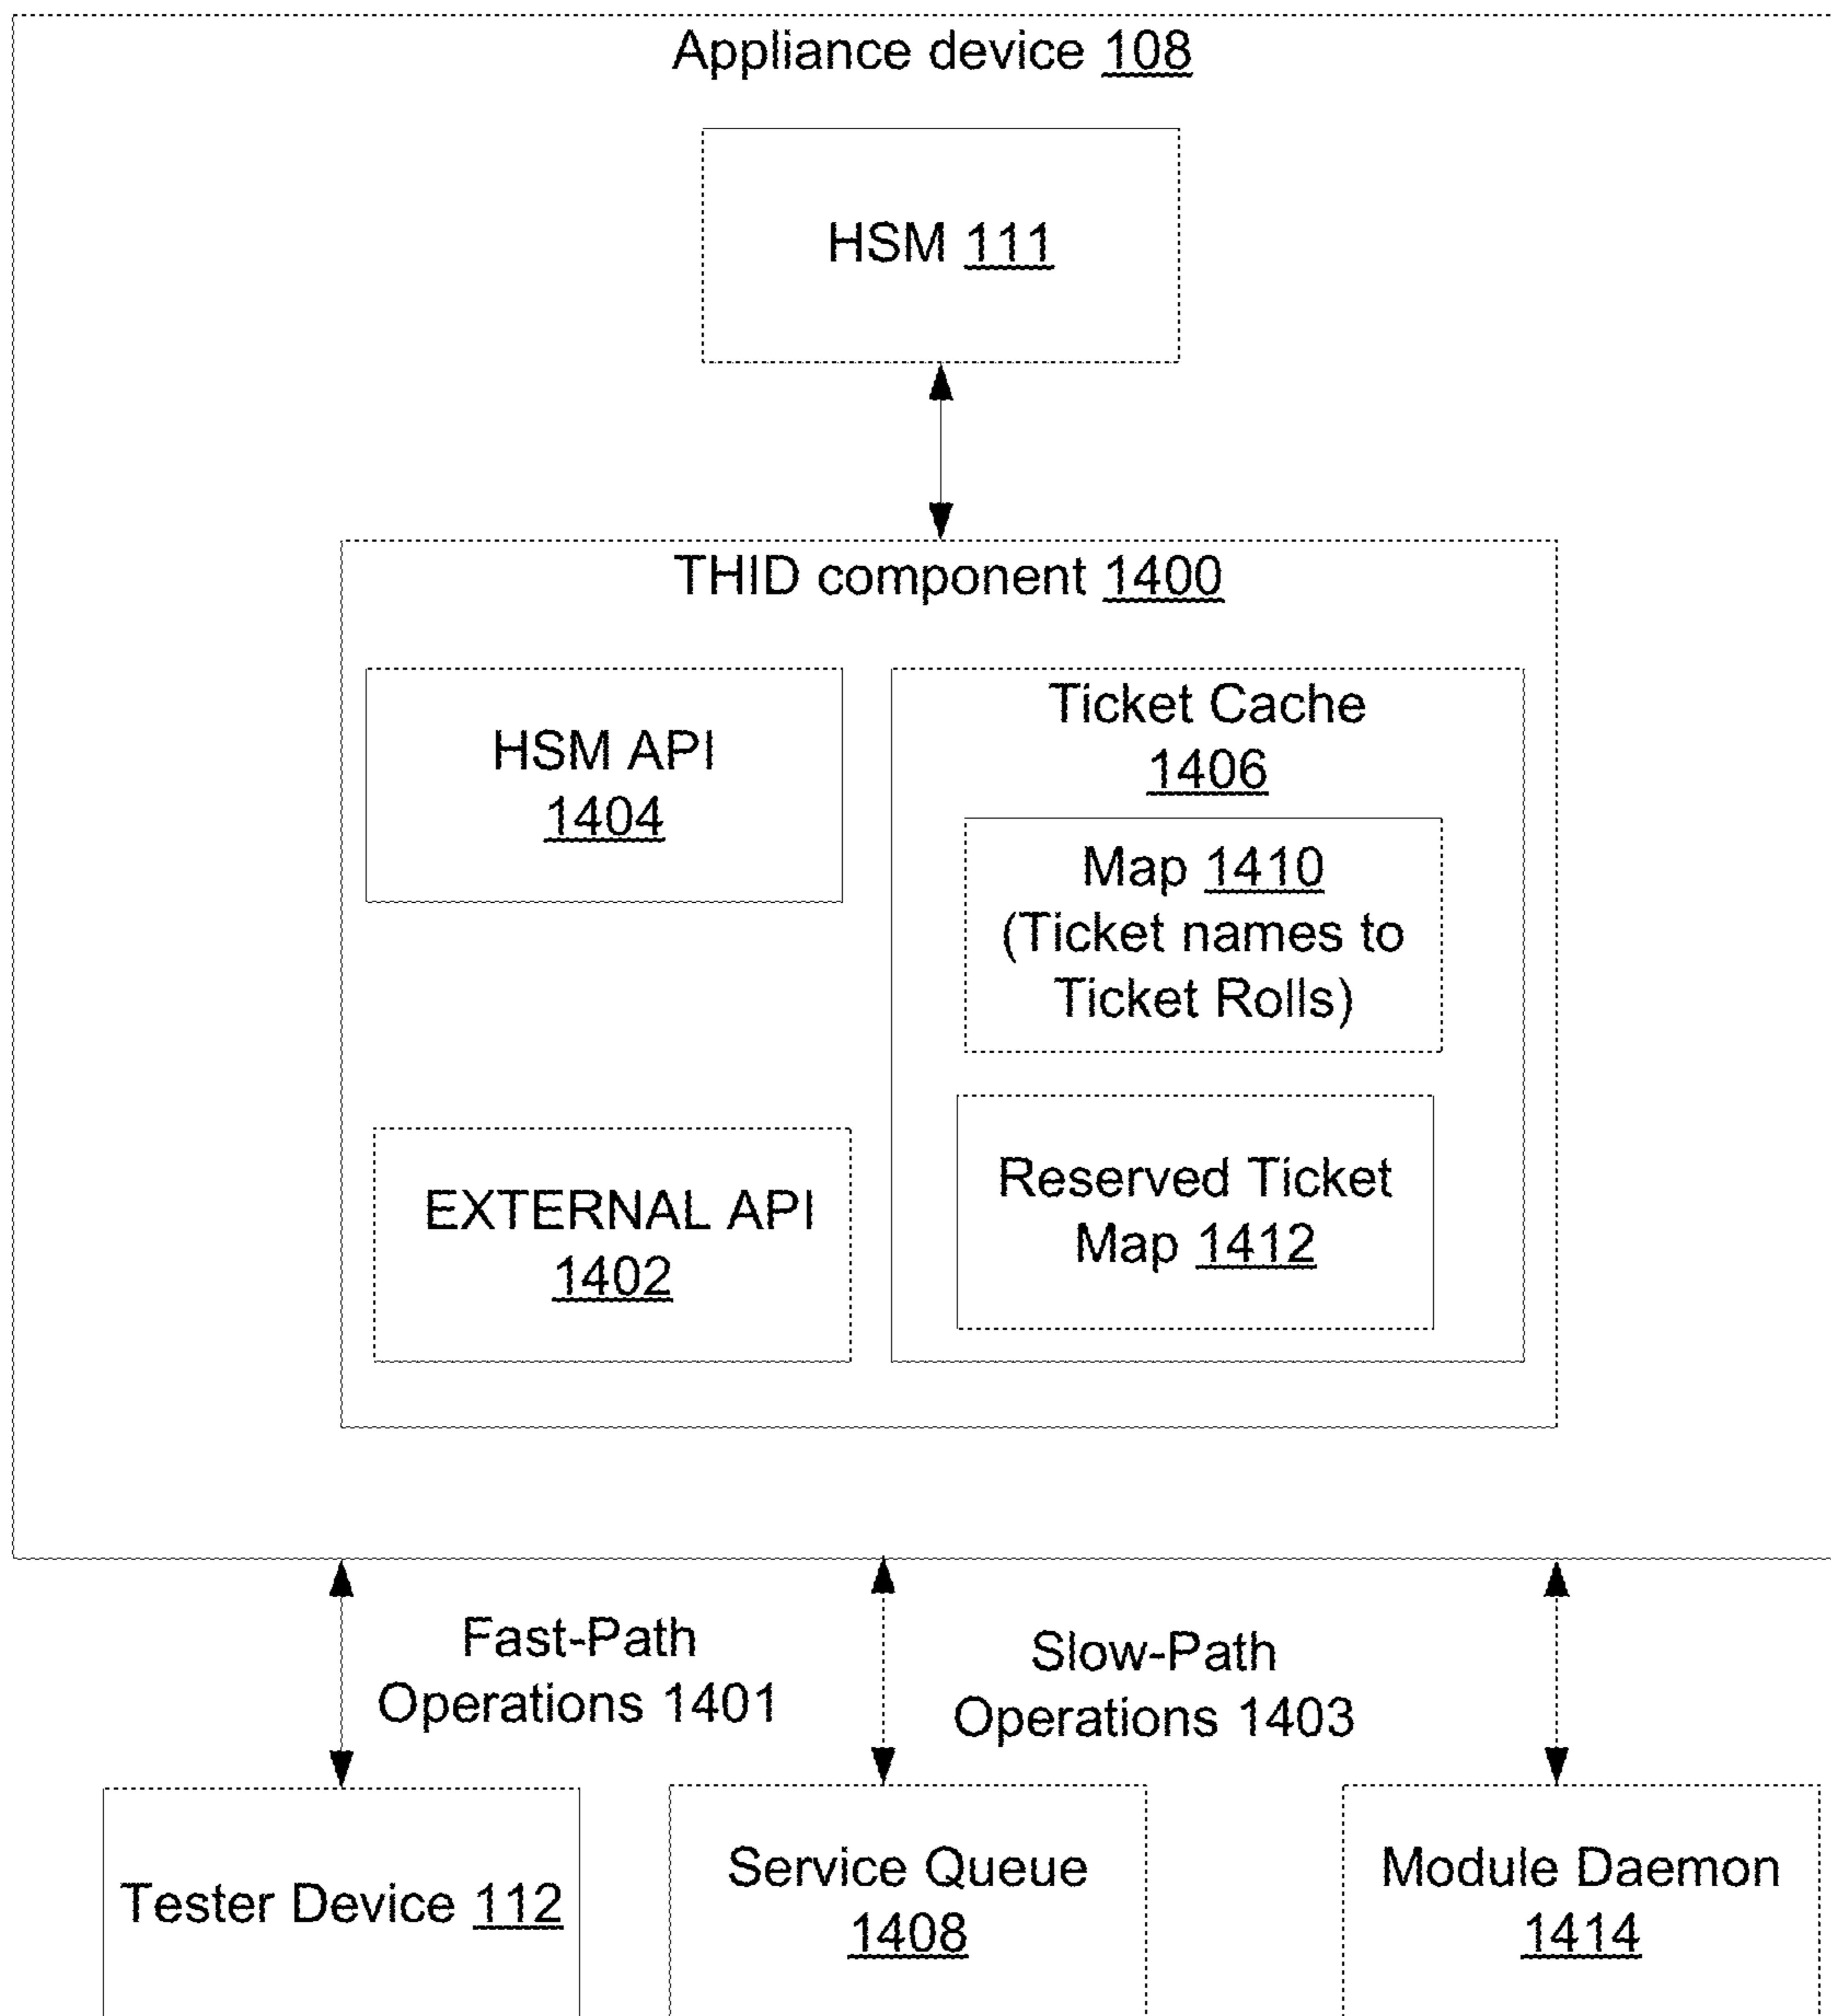 Appliance device 108
HSM 111
THID component 1400
HSM API
1404
Ticket Cache
1406
Map 1410
(Ticket names to
Ticket Rolls)
EXTERNAL API
1402
Reserved Ticket
Map 1412
Fast-Path
Operations 1401
Slow-Path
Operations 1403
Tester Device 112
Service Queue
1408
Module Daemon
1414